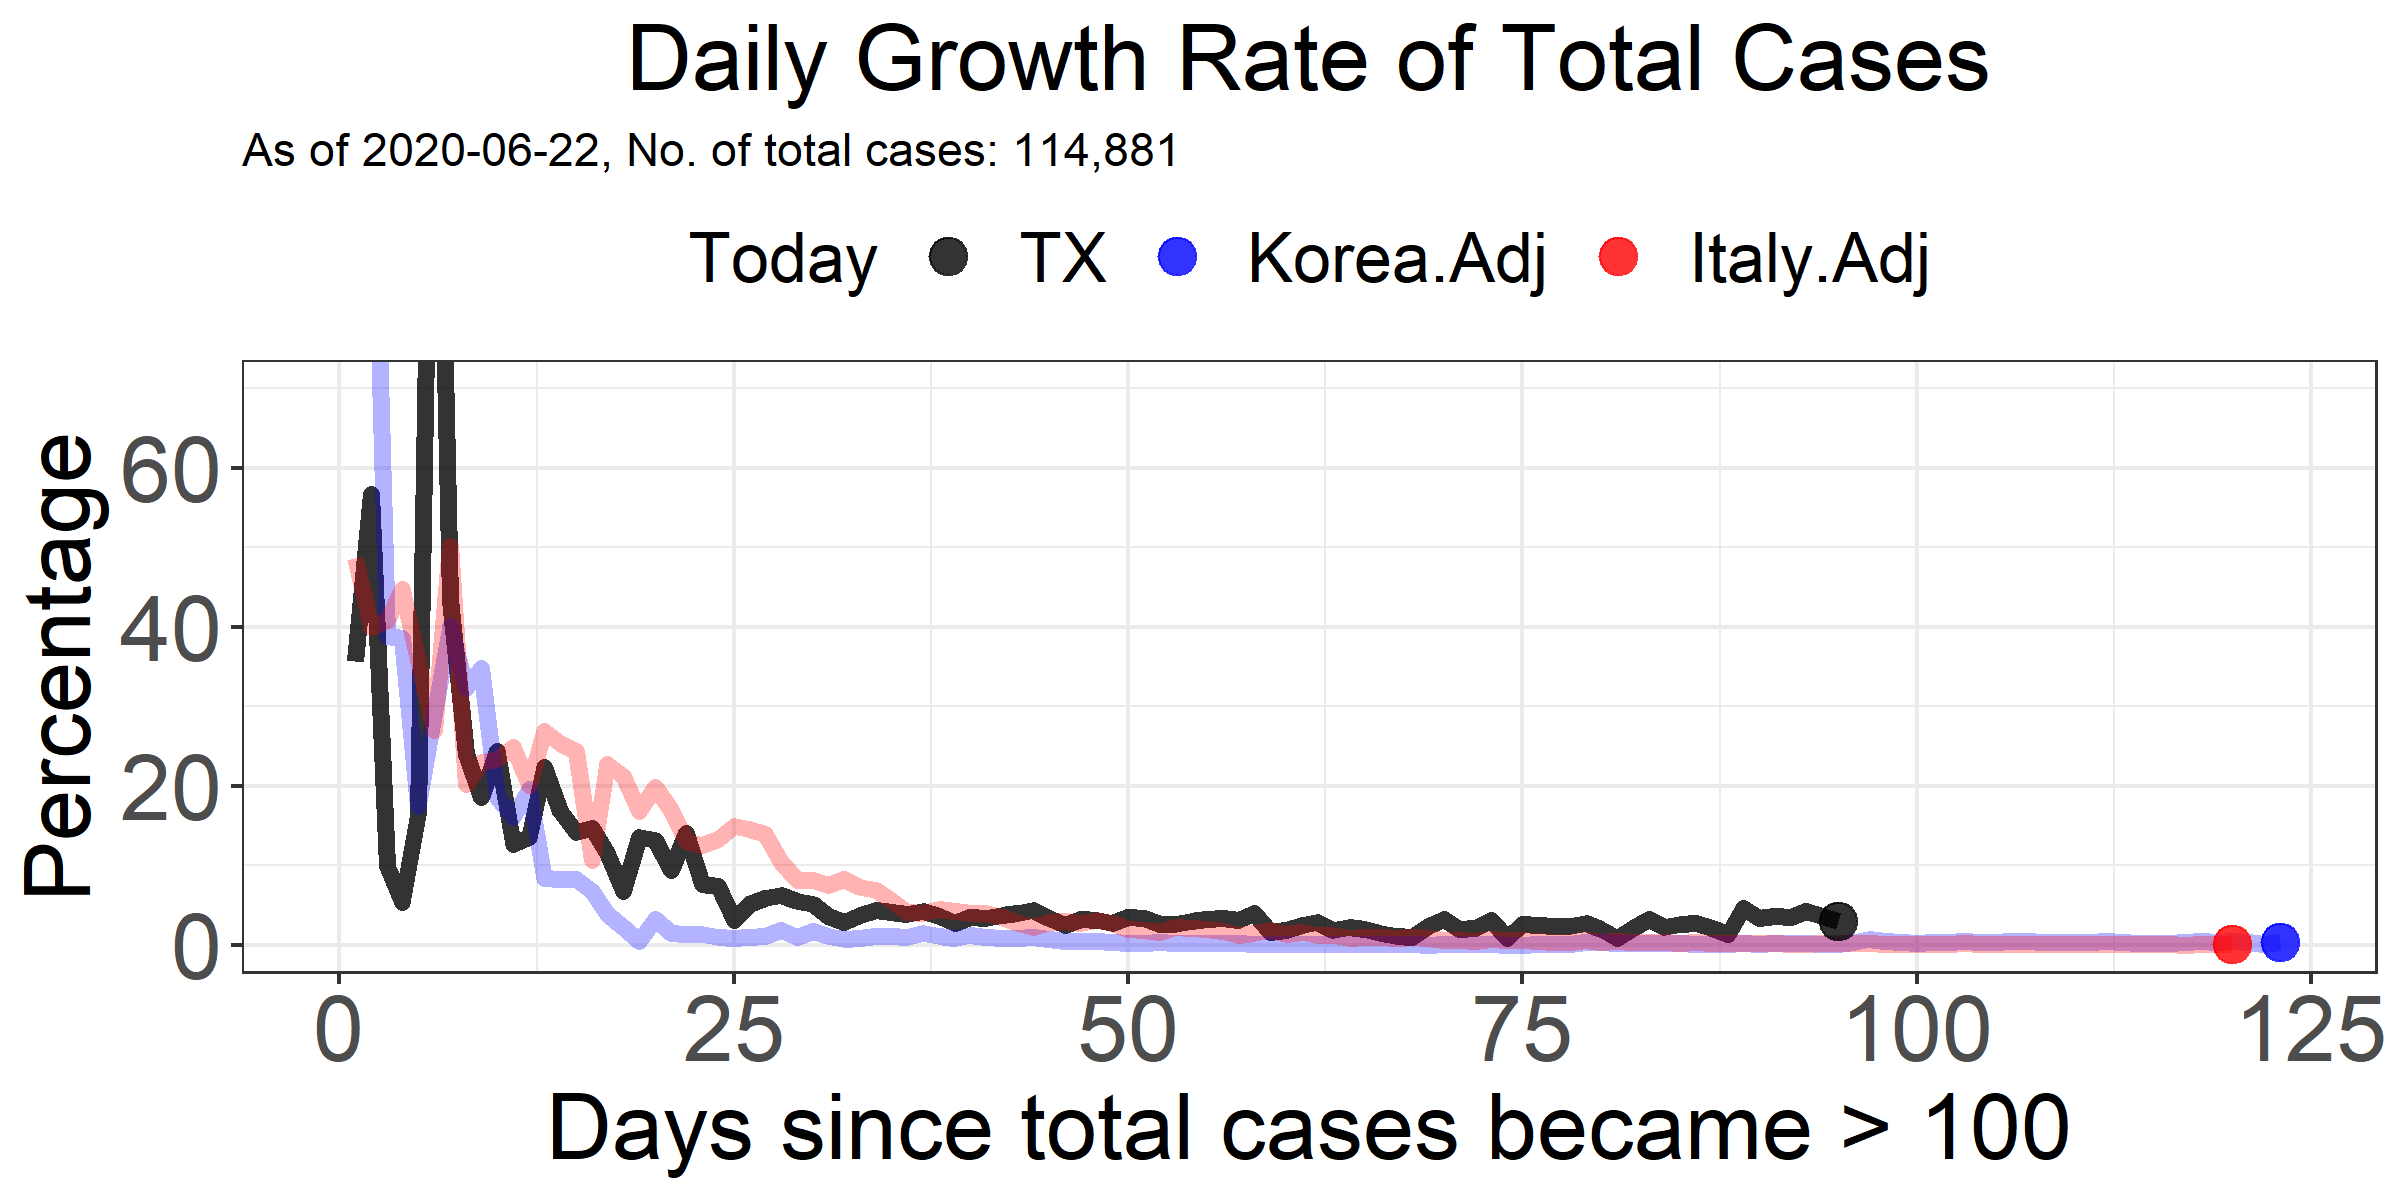 Daily Growth Rate of Total Cases
As of 2020-06-22, No. of total cases: 114,881
Today TX Korea.Adj Italy.Adj
Percentage
60
40
20
0
0 25 50 75 100 125
Days since total cases became > 100